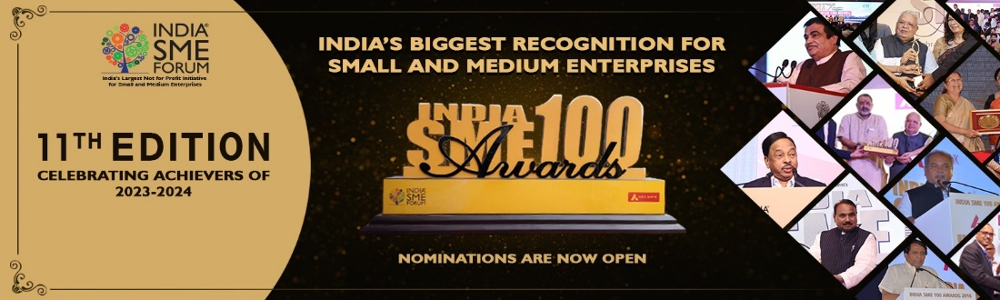 INDIA
SME
FORUM
India's Largest Not for Profit Initiative
for Small and Medium Enterprises
11TH EDITION
CELEBRATING ACHIEVERS OF
2023-2024
INDIA'S BIGGEST RECOGNITION FOR
SMALL AND MEDIUM ENTERPRISES
INDIA
SME 100
Awards
INDIA
SME
FORUM
AXIS BANK
NOMINATIONS ARE NOW OPEN
INDIA SME 100 AWARDS 2016